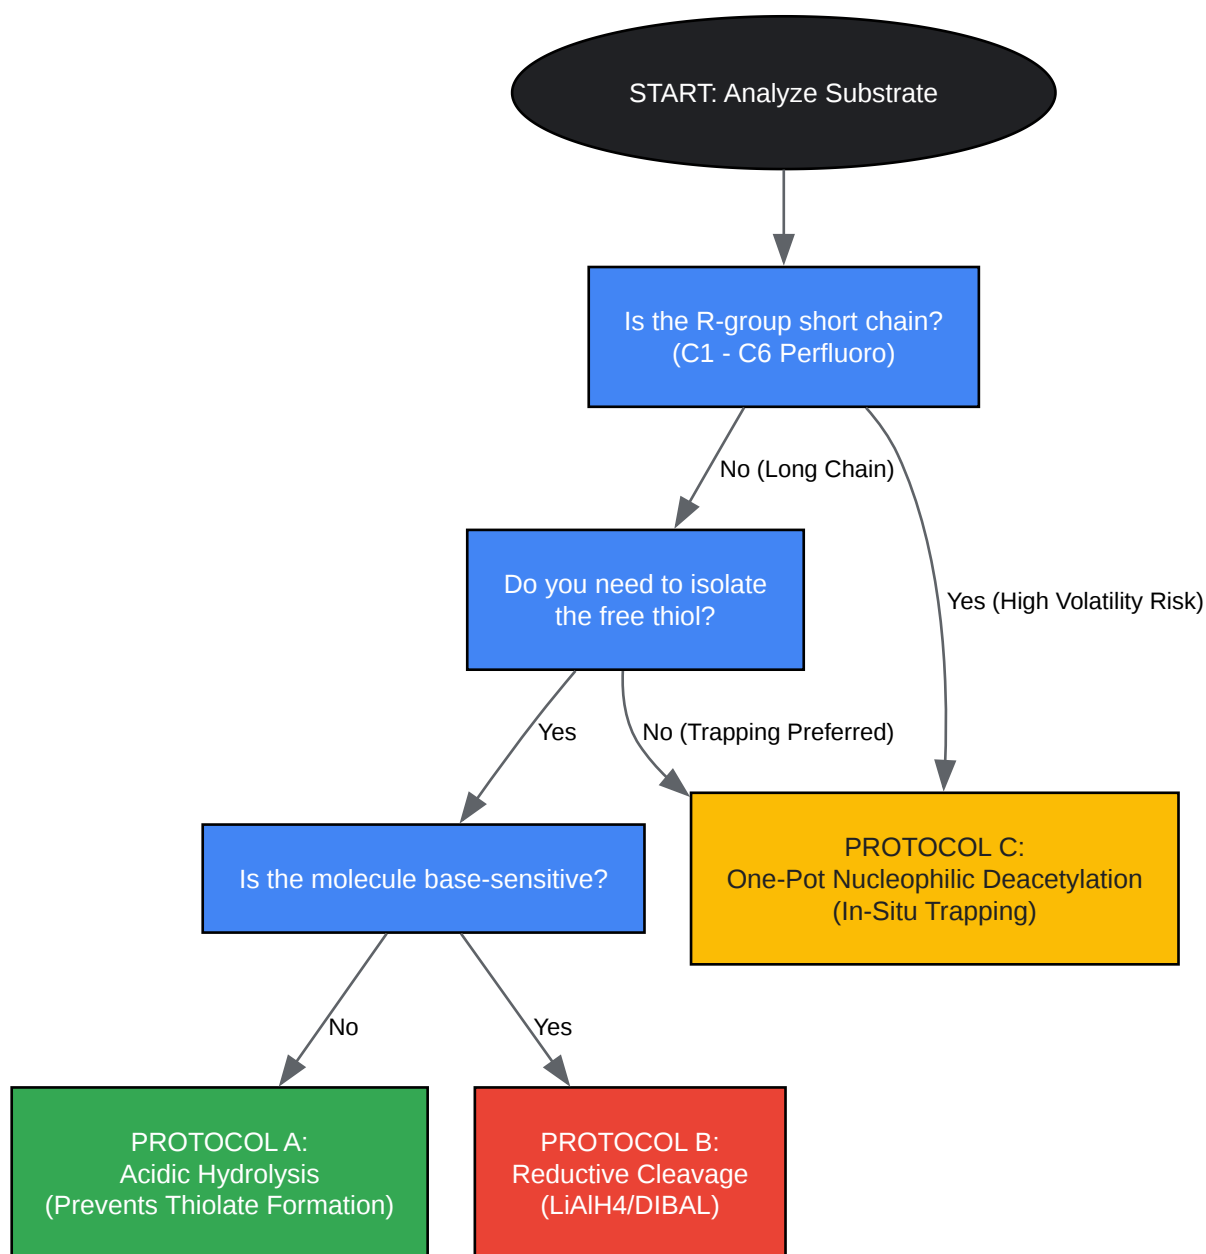 START: Analyze Substrate
Is the R-group short chain?
(C1 - C6 Perfluoro)
No (Long Chain)
Do you need to isolate
the free thiol?
Yes (High Volatility Risk)
Yes
No (Trapping Preferred)
Is the molecule base-sensitive?
PROTOCOL C:
One-Pot Nucleophilic Deacetylation
(In-Situ Trapping)
No
Yes
PROTOCOL A:
Acidic Hydrolysis
(Prevents Thiolate Formation)
PROTOCOL B:
Reductive Cleavage
(LiAlH4/DIBAL)